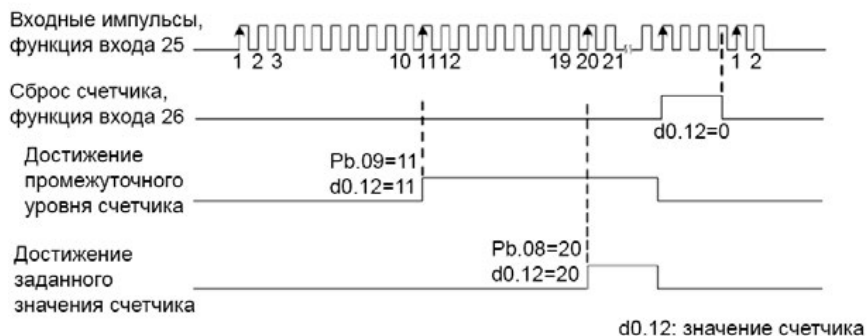 Входные импульсы,
функция входа 25
1 2 3 10 11 12 19 20 21 1 2
Сброс счетчика,
функция входа 26
d0.12=0
Достижение
промежуточного
уровня счетчика
Pb.09=11
d0.12=11
Достижение
заданного
значения счетчика
Pb.08=20
d0.12=20
d0.12: значение счетчика